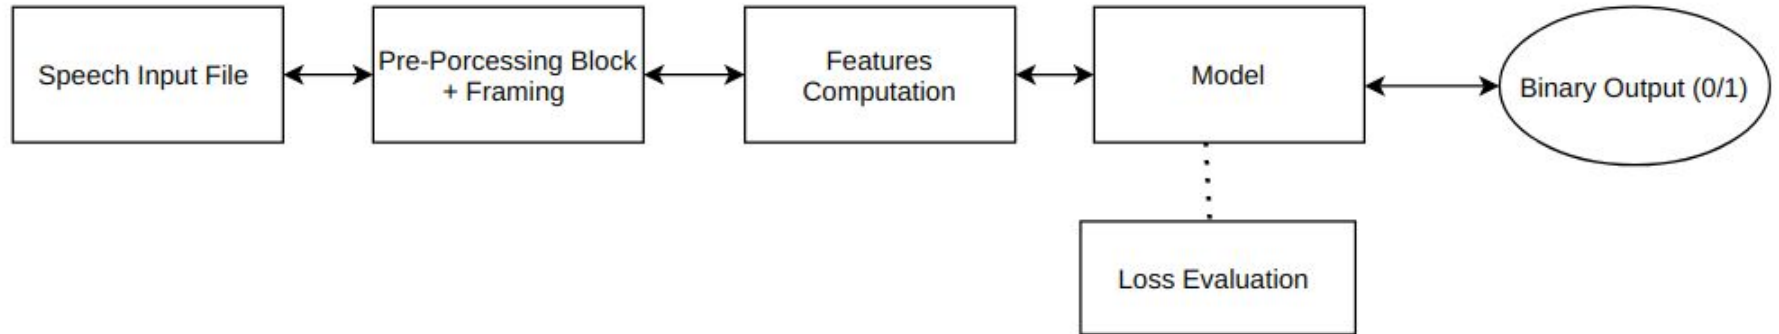 Speech Input File
Pre-Porcessing Block
+ Framing
Features
Computation
Model
Binary Output (0/1)
Loss Evaluation